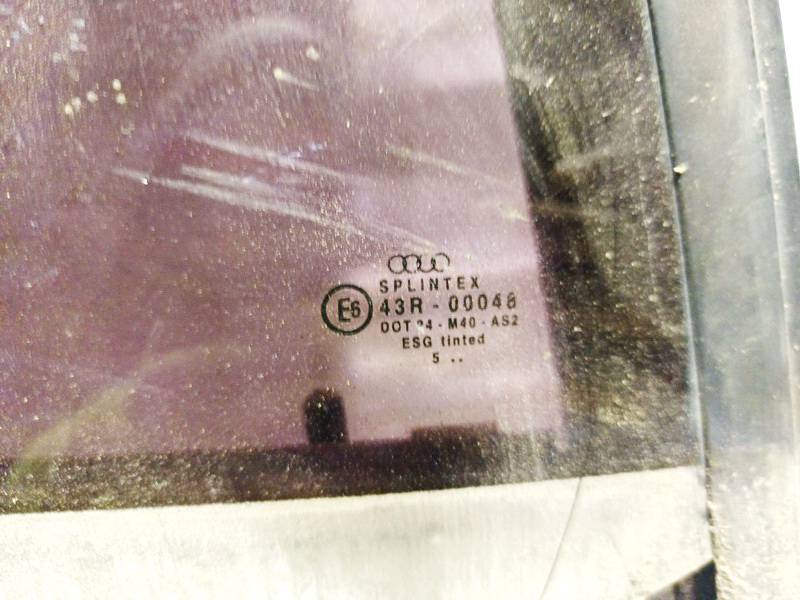 SPLINTEX
E6 43R - 00048
DOT 24 - M40 - AS2
ESG tinted
5 ..